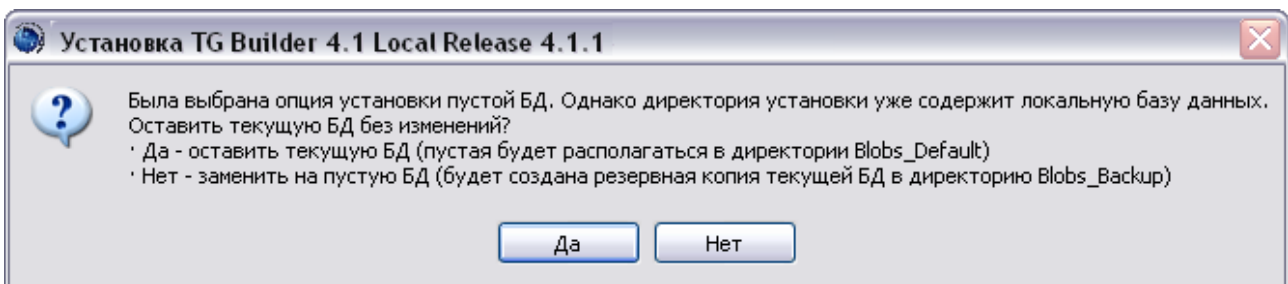 Установка TG Builder 4.1 Local Release 4.1.1
Была выбрана опция установки пустой БД. Однако директория установки уже содержит локальную базу данных.
Оставить текущую БД без изменений?
· Да - оставить текущую БД (пустая будет располагаться в директории Blobs_Default)
· Нет - заменить на пустую БД (будет создана резервная копия текущей БД в директорию Blobs_Backup)
Да Нет